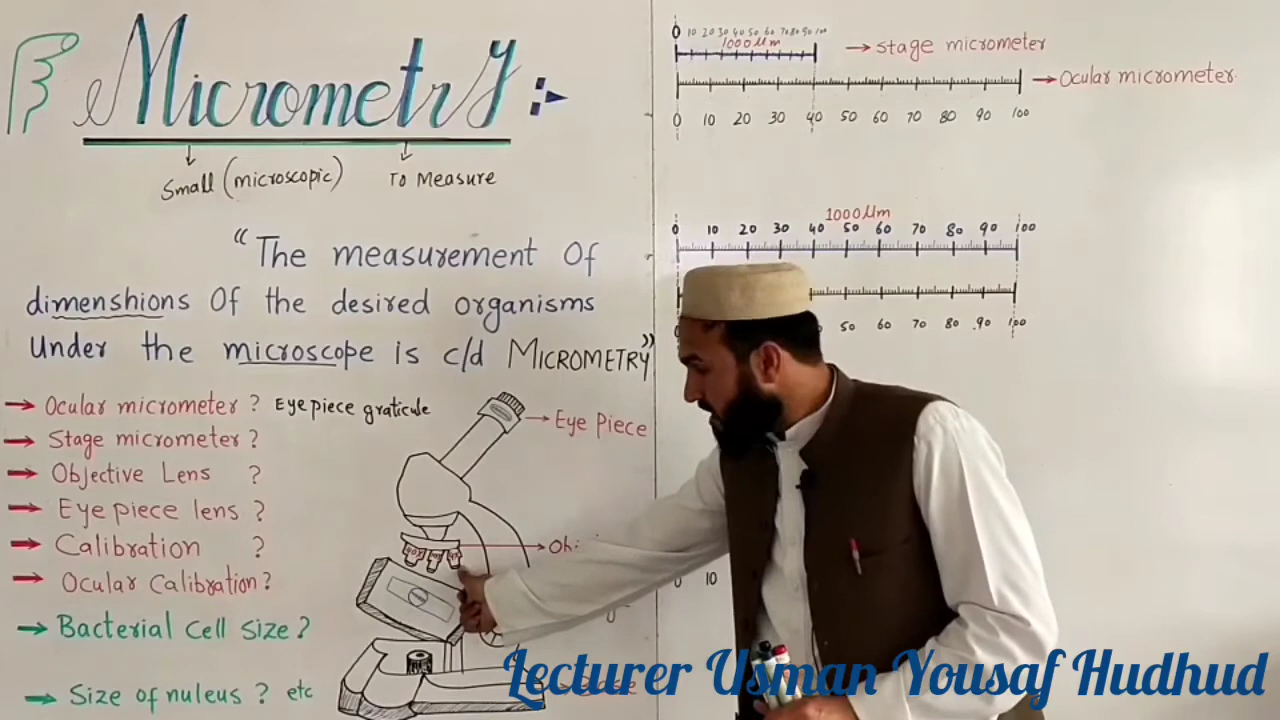 Micrometry :-
Small (microscopic) To Measure
"The measurement Of
dimenshions Of the desired organisms
Under the microscope is c/d MICROMETRY"
→ Ocular micrometer ? Eyepiece graticule
→ Stage micrometer ?
→ Objective Lens ?
→ Eye piece lens ?
→ Calibration ?
→ Ocular Calibration ?
→ Bacterial Cell size ?
→ Size of nuleus ? etc
→ Eye Piece
0 10 20 30 40 50 60 70 80 90 100
1000 µm
→ stage micrometer
→ Ocular micrometer
0 10 20 30 40 50 60 70 80 90 100
1000 µm
0 10 20 30 40 50 60 70 80 90 100
50 60 70 80 90 100
0 10
Lecturer Usman Yousaf Hudhud